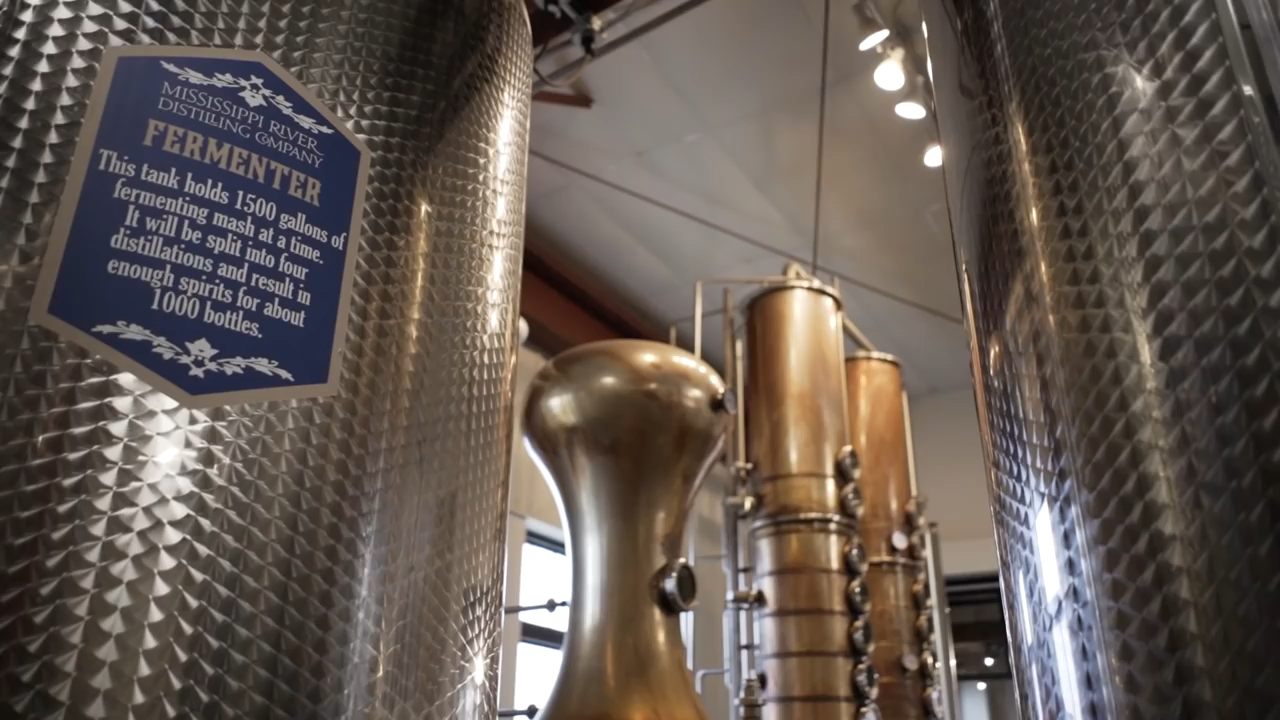 MISSISSIPPI RIVER
DISTILLING COMPANY
FERMENTER
This tank holds 1500 gallons of
fermenting mash at a time.
It will be split into four
distillations and result in
enough spirits for about
1000 bottles.